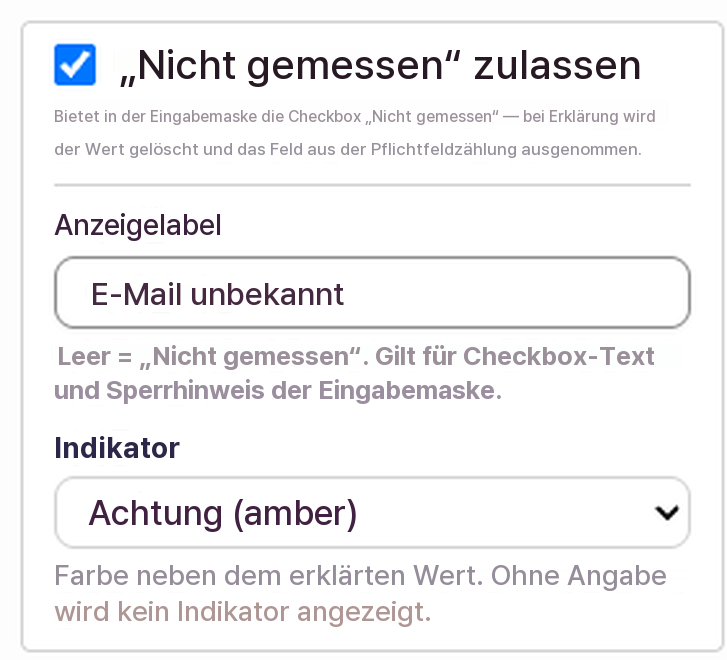 „Nicht gemessen“ zulassen
Bietet in der Eingabemaske die Checkbox „Nicht gemessen“ — bei Erklärung wird
der Wert gelöscht und das Feld aus der Pflichtfeldzählung ausgenommen.
Anzeigelabel
E-Mail unbekannt
Leer = „Nicht gemessen“. Gilt für Checkbox-Text
und Sperrhinweis der Eingabemaske.
Indikator
Achtung (amber)
Farbe neben dem erklärten Wert. Ohne Angabe
wird kein Indikator angezeigt.